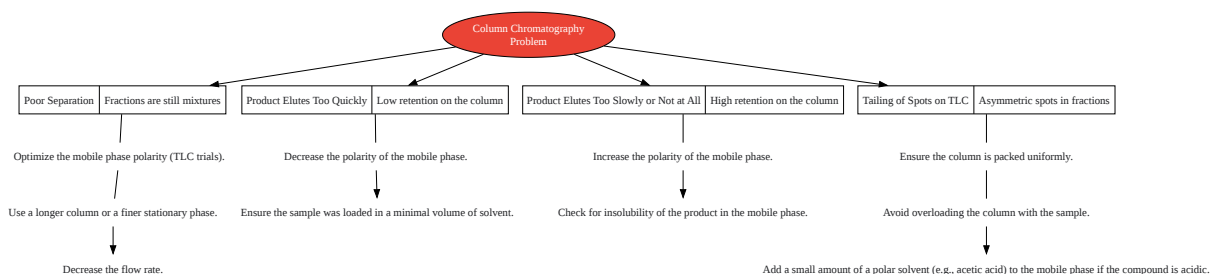 Column Chromatography
Problem
Poor Separation
Fractions are still mixtures
Product Elutes Too Quickly
Low retention on the column
Product Elutes Too Slowly or Not at All
High retention on the column
Tailing of Spots on TLC
Asymmetric spots in fractions
Optimize the mobile phase polarity (TLC trials).
Decrease the polarity of the mobile phase.
Increase the polarity of the mobile phase.
Ensure the column is packed uniformly.
Use a longer column or a finer stationary phase.
Ensure the sample was loaded in a minimal volume of solvent.
Check for insolubility of the product in the mobile phase.
Avoid overloading the column with the sample.
Decrease the flow rate.
Add a small amount of a polar solvent (e.g., acetic acid) to the mobile phase if the compound is acidic.